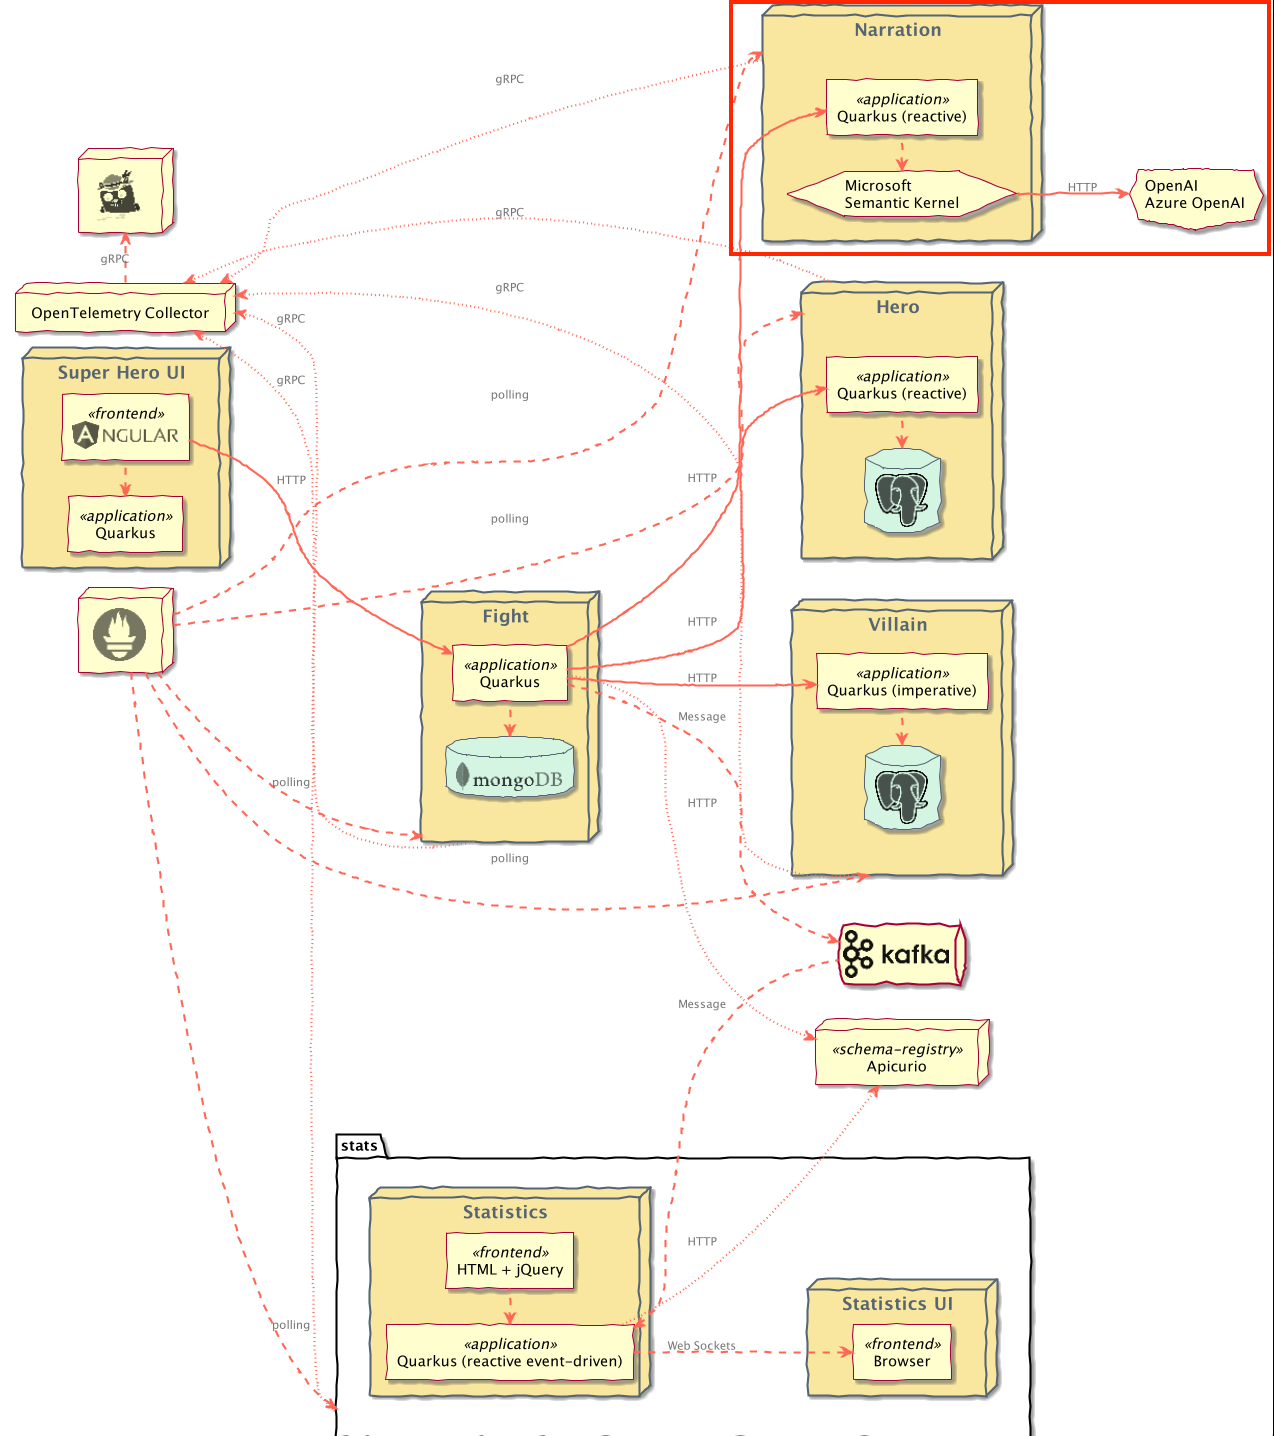 Narration
«application»
Quarkus (reactive)
Microsoft
Semantic Kernel
HTTP
OpenAI
Azure OpenAI
gRPC
gRPC
gRPC
gRPC
OpenTelemetry Collector
gRPC
gRPC
Super Hero UI
«frontend»
ANGULAR
«application»
Quarkus
HTTP
polling
polling
HTTP
Hero
«application»
Quarkus (reactive)
Fight
«application»
Quarkus
mongoDB
HTTP
HTTP
Message
HTTP
Villain
«application»
Quarkus (imperative)
polling
polling
kafka
Message
«schema-registry»
Apicurio
stats
Statistics
«frontend»
HTML + jQuery
«application»
Quarkus (reactive event-driven)
HTTP
Web Sockets
Statistics UI
«frontend»
Browser
polling